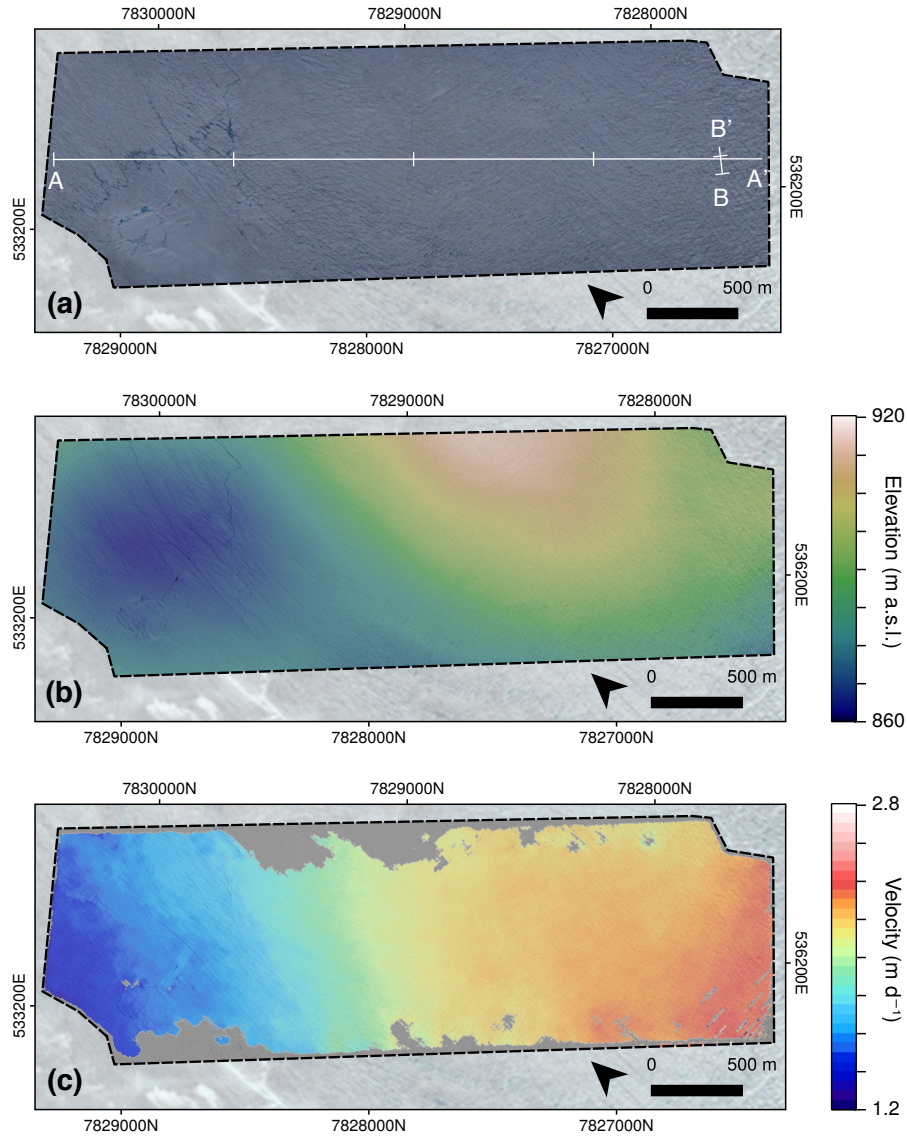 7830000N 7829000N 7828000N
B’
A A’
B
536200E
533200E
(a)
0 500 m
7829000N 7828000N 7827000N
7830000N 7829000N 7828000N
920
Elevation (m a.s.l.)
860
536200E
533200E
(b)
0 500 m
7829000N 7828000N 7827000N
7830000N 7829000N 7828000N
2.8
Velocity (m d⁻¹)
1.2
536200E
533200E
(c)
0 500 m
7829000N 7828000N 7827000N